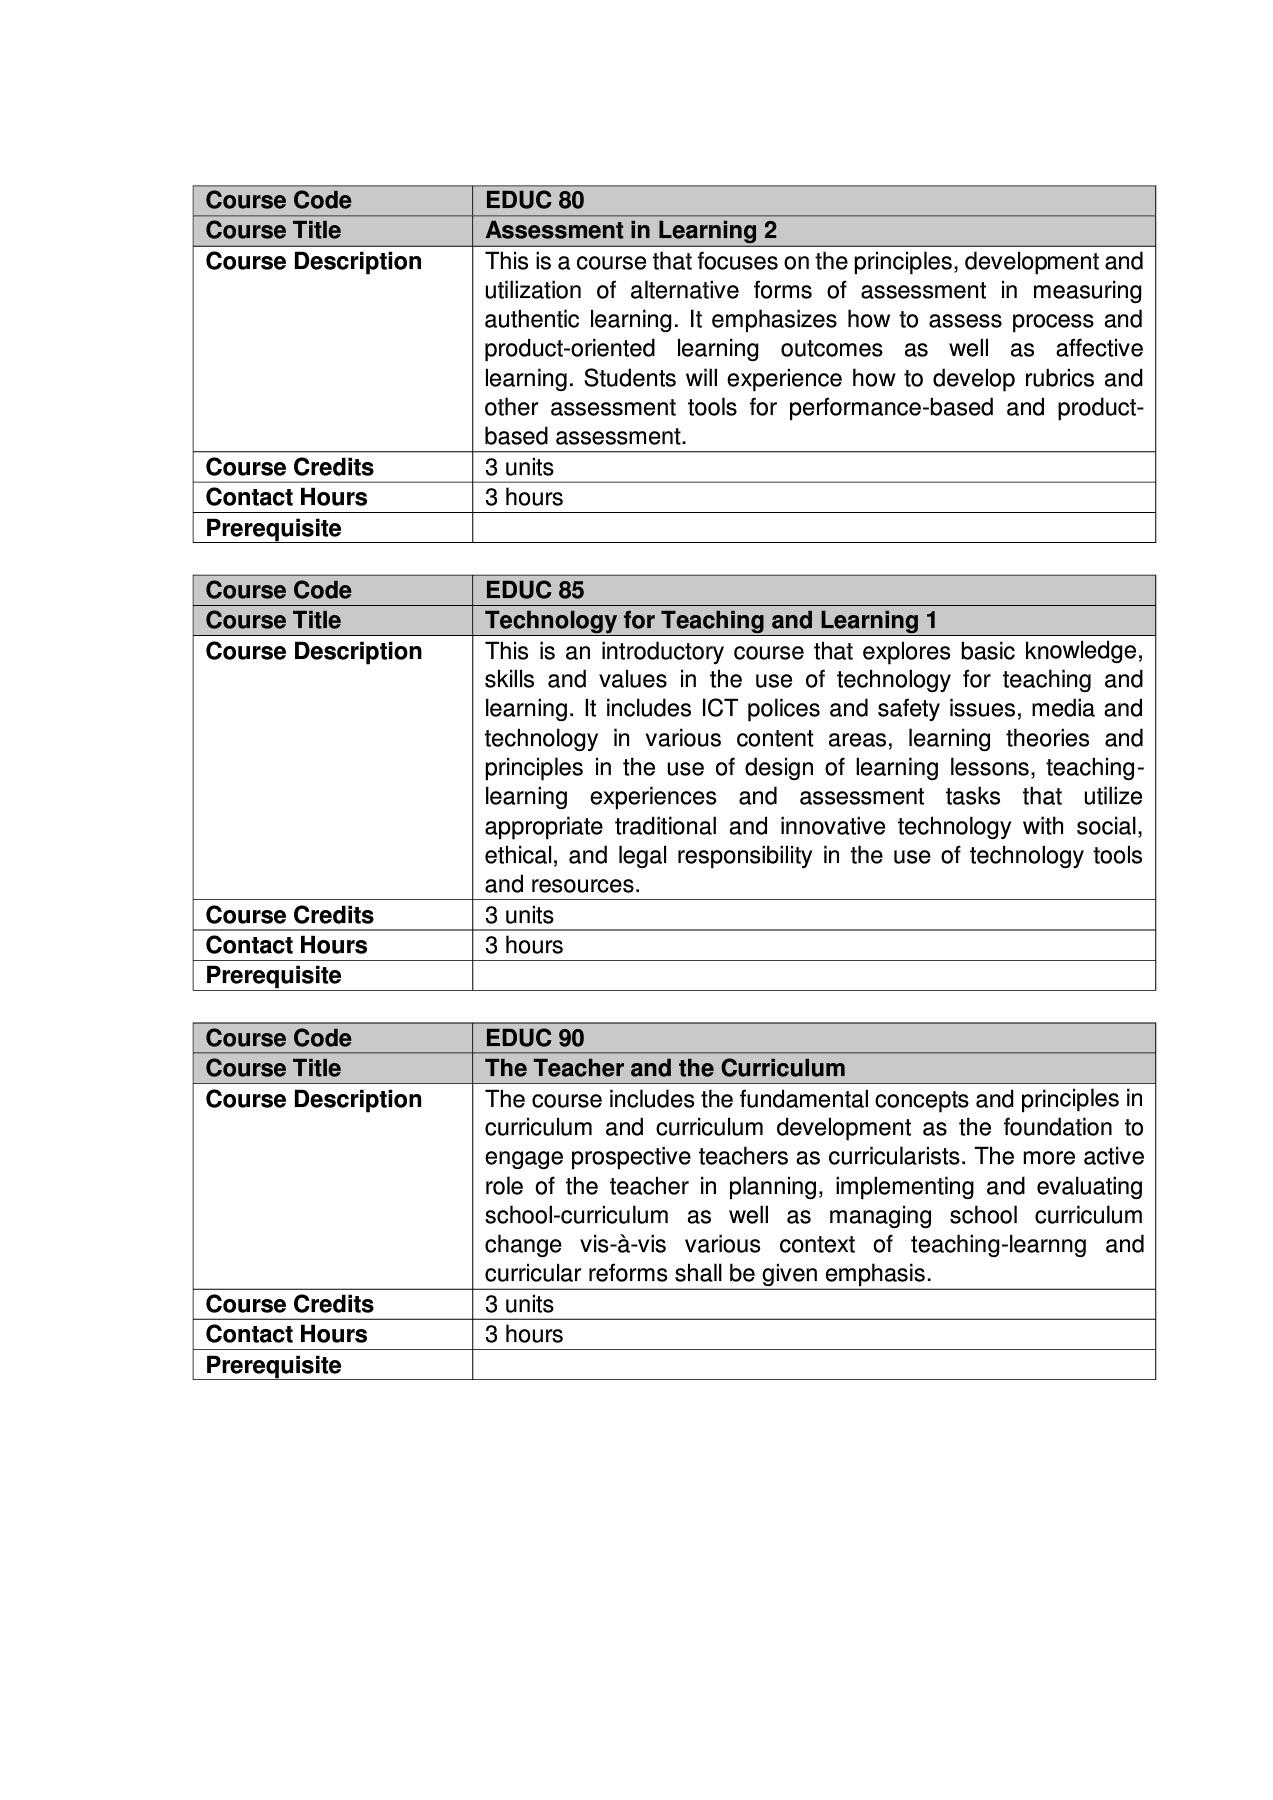 Course Code EDUC 80
Course Title Assessment in Learning 2
Course Description This is a course that focuses on the principles, development and
utilization of alternative forms of assessment in measuring
authentic learning. It emphasizes how to assess process and
product-oriented learning outcomes as well as affective
learning. Students will experience how to develop rubrics and
other assessment tools for performance-based and product-
based assessment.
Course Credits 3 units
Contact Hours 3 hours
Prerequisite
Course Code EDUC 85
Course Title Technology for Teaching and Learning 1
Course Description This is an introductory course that explores basic knowledge,
skills and values in the use of technology for teaching and
learning. It includes ICT polices and safety issues, media and
technology in various content areas, learning theories and
principles in the use of design of learning lessons, teaching-
learning experiences and assessment tasks that utilize
appropriate traditional and innovative technology with social,
ethical, and legal responsibility in the use of technology tools
and resources.
Course Credits 3 units
Contact Hours 3 hours
Prerequisite
Course Code EDUC 90
Course Title The Teacher and the Curriculum
Course Description The course includes the fundamental concepts and principles in
curriculum and curriculum development as the foundation to
engage prospective teachers as curricularists. The more active
role of the teacher in planning, implementing and evaluating
school-curriculum as well as managing school curriculum
change vis-à-vis various context of teaching-learnng and
curricular reforms shall be given emphasis.
Course Credits 3 units
Contact Hours 3 hours
Prerequisite